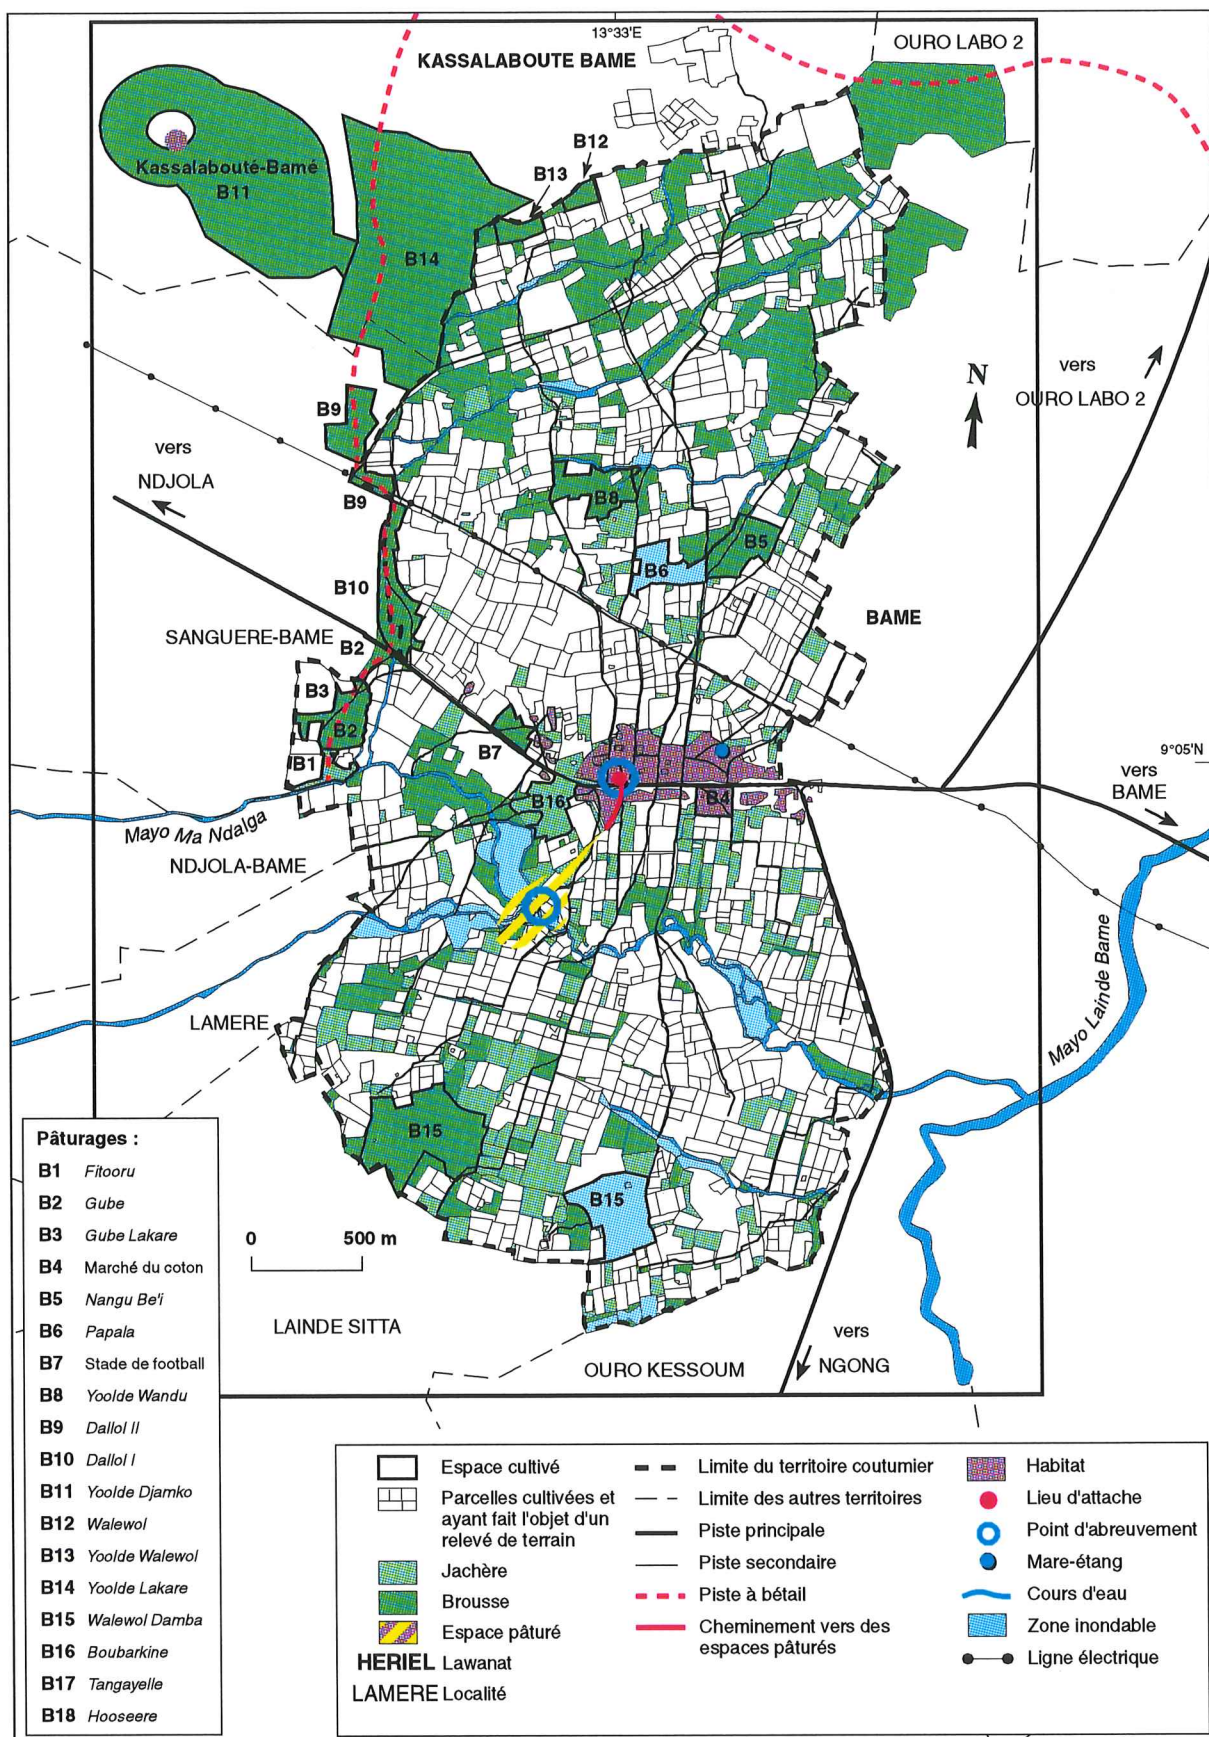 13°33'E
OURO LABO 2
KASSALABOUTE BAME
B12
B13
Kassalabouté-Bamé
B11
B14
N
vers
OURO LABO 2
B9
vers
NDJOLA
B9
B8
B5
B6
B10
BAME
SANGUERE-BAME
B2
B3
B2
B7
B1
9°05'N
vers
BAME
B16
B4
Mayo Ma Ndalga
NDJOLA-BAME
Mayo Lainde Bame
LAMERE
B15
B15
0 500 m
LAINDE SITTA
vers
NGONG
OURO KESSOUM
Pâturages :
B1 Fitooru
B2 Gube
B3 Gube Lakare
B4 Marché du coton
B5 Nangu Be'i
B6 Papala
B7 Stade de football
B8 Yoolde Wandu
B9 Dallol II
B10 Dallol I
B11 Yoolde Djamko
B12 Walewol
B13 Yoolde Walewol
B14 Yoolde Lakare
B15 Walewol Damba
B16 Boubarkine
B17 Tangayelle
B18 Hooseere
Espace cultivé
Parcelles cultivées et
ayant fait l'objet d'un
relevé de terrain
Jachère
Brousse
Espace pâturé
HERIEL Lawanat
LAMERE Localité
Limite du territoire coutumier
Limite des autres territoires
Piste principale
Piste secondaire
Piste à bétail
Cheminement vers des
espaces pâturés
Habitat
Lieu d'attache
Point d'abreuvement
Mare-étang
Cours d'eau
Zone inondable
Ligne électrique